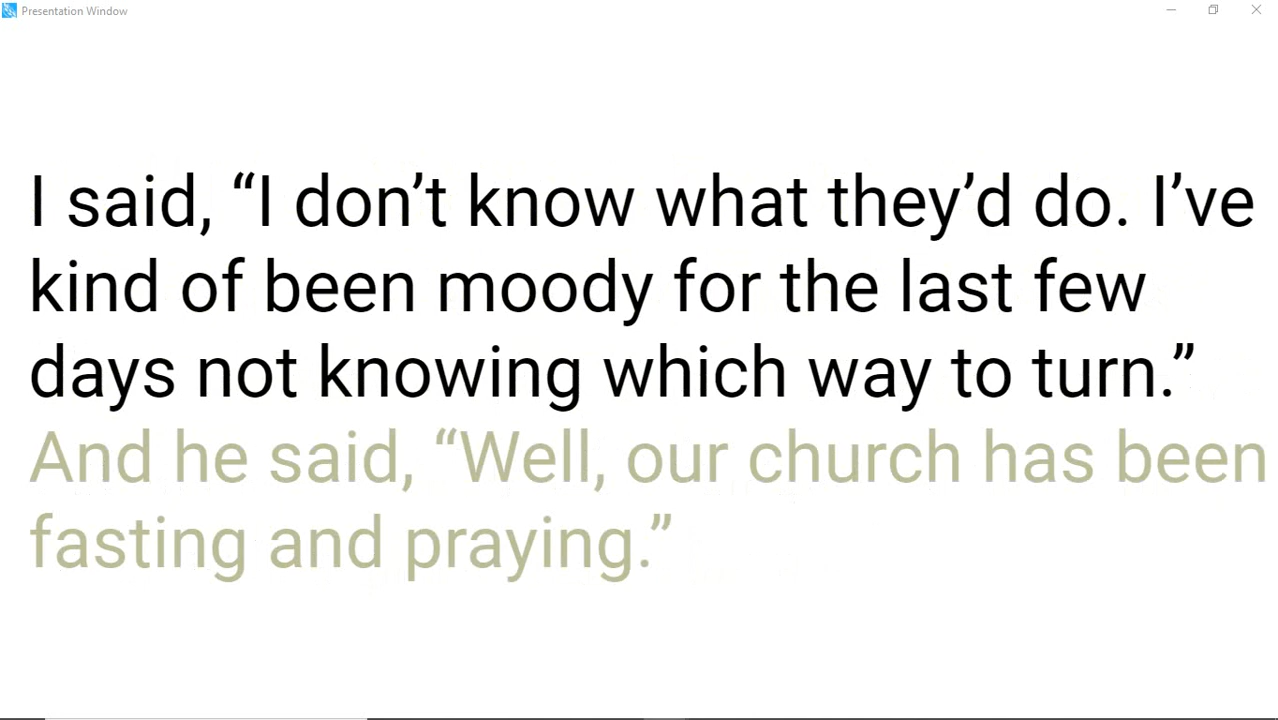 Presentation Window
I said, “I don’t know what they’d do. I’ve
kind of been moody for the last few
days not knowing which way to turn.”
And he said, “Well, our church has been
fasting and praying.”